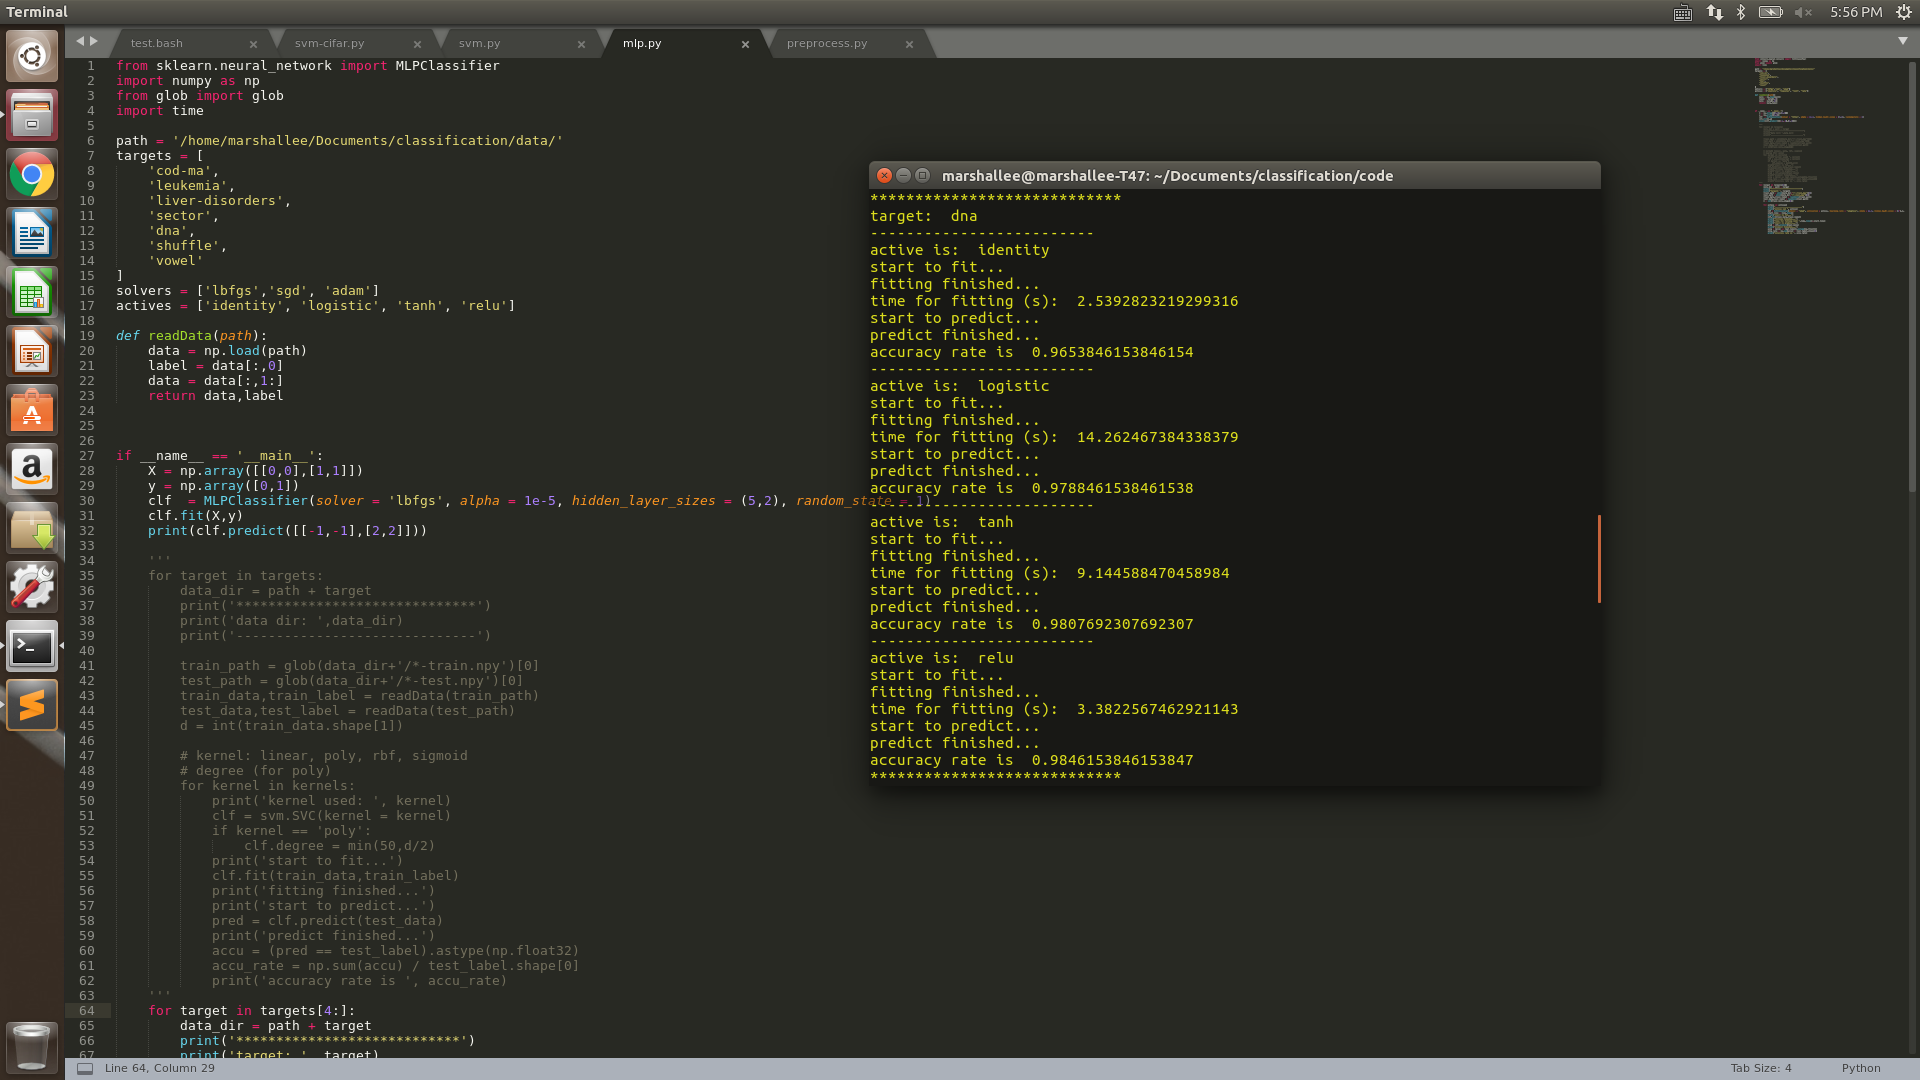 Terminal
5:56 PM
test.bash
svm-cifar.py
svm.py
mlp.py
preprocess.py
1 from sklearn.neural_network import MLPClassifier
2 import numpy as np
3 from glob import glob
4 import time
5
6 path = '/home/marshallee/Documents/classification/data/'
7 targets = [
8 'cod-ma',
9 'leukemia',
10 'liver-disorders',
11 'sector',
12 'dna',
13 'shuffle',
14 'vowel'
15 ]
16 solvers = ['lbfgs','sgd', 'adam']
17 actives = ['identity', 'logistic', 'tanh', 'relu']
18
19 def readData(path):
20 data = np.load(path)
21 label = data[:,0]
22 data = data[:,1:]
23 return data,label
24
25
26
27 if __name__ == '__main__':
28 X = np.array([[0,0],[1,1]])
29 y = np.array([0,1])
30 clf  = MLPClassifier(solver = 'lbfgs', alpha = 1e-5, hidden_layer_sizes = (5,2), random_state = 1)
31 clf.fit(X,y)
32 print(clf.predict([[-1,-1],[2,2]]))
33
34 '''
35 for target in targets:
36 data_dir = path + target
37 print('******************************')
38 print('data dir: ',data_dir)
39 print('------------------------------')
40
41 train_path = glob(data_dir+'/*-train.npy')[0]
42 test_path = glob(data_dir+'/*-test.npy')[0]
43 train_data,train_label = readData(train_path)
44 test_data,test_label = readData(test_path)
45 d = int(train_data.shape[1])
46
47 # kernel: linear, poly, rbf, sigmoid
48 # degree (for poly)
49 for kernel in kernels:
50 print('kernel used: ', kernel)
51 clf = svm.SVC(kernel = kernel)
52 if kernel == 'poly':
53 clf.degree = min(50,d/2)
54 print('start to fit...')
55 clf.fit(train_data,train_label)
56 print('fitting finished...')
57 print('start to predict...')
58 pred = clf.predict(test_data)
59 print('predict finished...')
60 accu = (pred == test_label).astype(np.float32)
61 accu_rate = np.sum(accu) / test_label.shape[0]
62 print('accuracy rate is ', accu_rate)
63 '''
64 for target in targets[4:]:
65 data_dir = path + target
66 print('****************************')
67 print('target: ', target)
marshallee@marshallee-T47: ~/Documents/classification/code
****************************
target:  dna
-------------------------
active is:  identity
start to fit...
fitting finished...
time for fitting (s):  2.5392823219299316
start to predict...
predict finished...
accuracy rate is  0.9653846153846154
-------------------------
active is:  logistic
start to fit...
fitting finished...
time for fitting (s):  14.262467384338379
start to predict...
predict finished...
accuracy rate is  0.9788461538461538
-------------------------
active is:  tanh
start to fit...
fitting finished...
time for fitting (s):  9.144588470458984
start to predict...
predict finished...
accuracy rate is  0.9807692307692307
-------------------------
active is:  relu
start to fit...
fitting finished...
time for fitting (s):  3.3822567462921143
start to predict...
predict finished...
accuracy rate is  0.9846153846153847
****************************
Line 64, Column 29
Tab Size: 4
Python